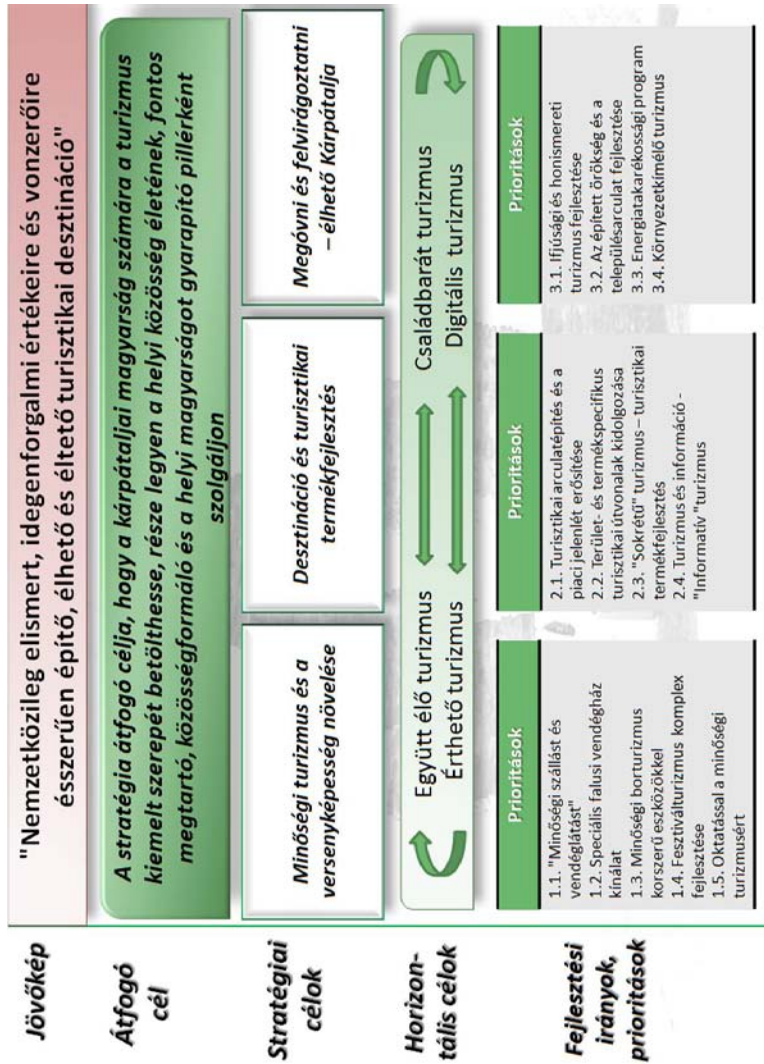 Jövőkép
"Nemzetközileg elismert, idegenforgalmi értékeire és vonzerőire
ésszerűen építő, élhető és éltető turisztikai desztináció"
Átfogó
cél
A stratégia átfogó célja, hogy a kárpátaljai magyarság számára a turizmus
kiemelt szerepét betölthesse, része legyen a helyi közösség életének, fontos
megtartó, közösségformáló és a helyi magyarságot gyarapító pillérként
szolgáljon
Stratégiai
célok
Minőségi turizmus és a
versenyképesség növelése
Desztináció és turisztikai
termékfejlesztés
Megóvni és felvirágoztatni
– élhető Kárpátalja
Horizon-
tális célok
Együtt élő turizmus
Érthető turizmus
Családbarát turizmus
Digitális turizmus
Fejlesztési
irányok,
prioritások
Prioritások
1.1. "Minőségi szállást és
vendéglátást"
1.2. Speciális falusi vendégház
kínálat
1.3. Minőségi borturizmus
korszerű eszközökkel
1.4. Fesztiválturizmus komplex
fejlesztése
1.5. Oktatással a minőségi
turizmusért
Prioritások
2.1. Turisztikai arculatépítés és a
piaci jelenlét erősítése
2.2. Terület- és termékspecifikus
turisztikai útvonalak kidolgozása
2.3. "Sokrétű" turizmus – turisztikai
termékfejlesztés
2.4. Turizmus és információ -
"Informatív "turizmus
Prioritások
3.1. Ifjúsági és honismereti
turizmus fejlesztése
3.2. Az épített örökség és a
településarculat fejlesztése
3.3. Energiatakarékossági program
3.4. Környezetkímélő turizmus